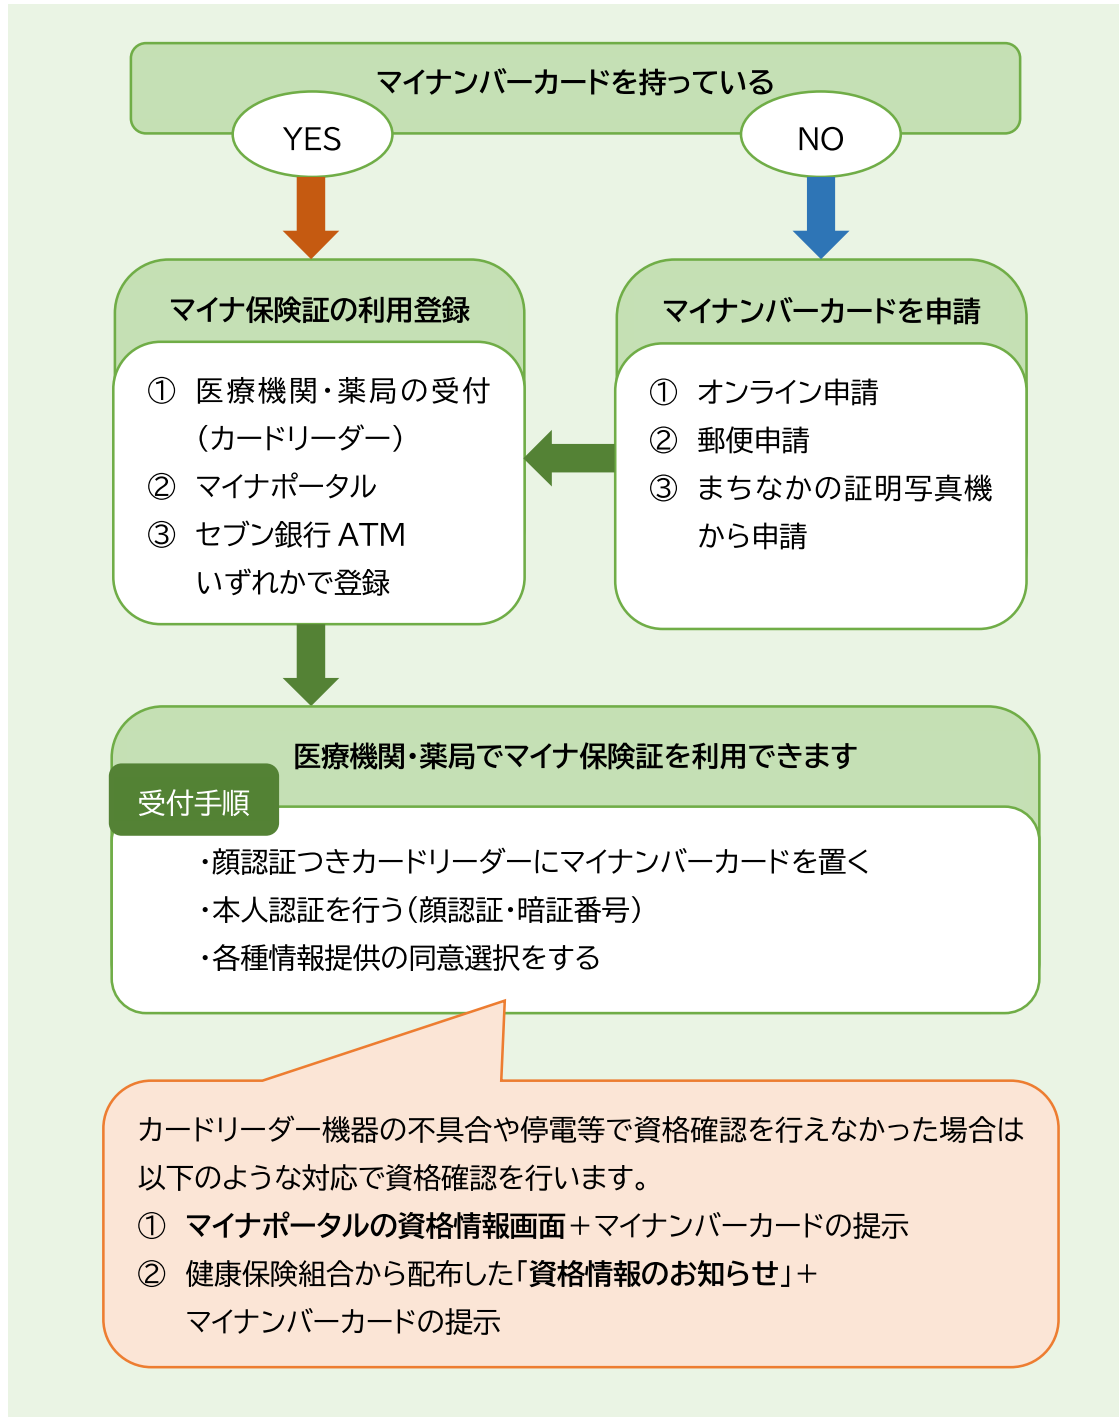 マイナンバーカードを持っている
YES
NO
マイナ保険証の利用登録
① 医療機関・薬局の受付
（カードリーダー）
② マイナポータル
③ セブン銀行 ATM
いずれかで登録
マイナンバーカードを申請
① オンライン申請
② 郵便申請
③ まちなかの証明写真機
から申請
医療機関・薬局でマイナ保険証を利用できます
受付手順
・顔認証つきカードリーダーにマイナンバーカードを置く
・本人認証を行う（顔認証・暗証番号）
・各種情報提供の同意選択をする
カードリーダー機器の不具合や停電等で資格確認を行えなかった場合は
以下のような対応で資格確認を行います。
① マイナポータルの資格情報画面＋マイナンバーカードの提示
② 健康保険組合から配布した「資格情報のお知らせ」＋
マイナンバーカードの提示